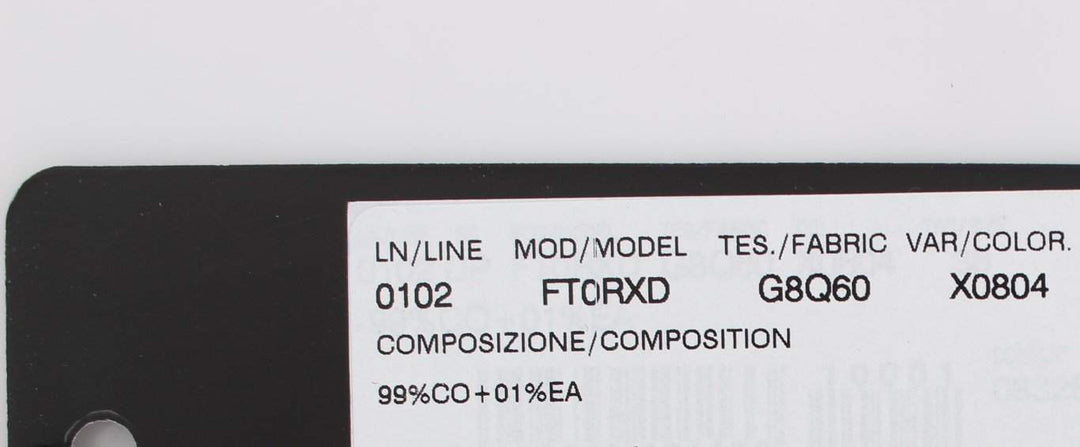 LN/LINE MOD/MODEL TES./FABRIC VAR/COLOR.
0102 FT0RXD G8Q60 X0804
COMPOSIZIONE/COMPOSITION
99%CO+01%EA